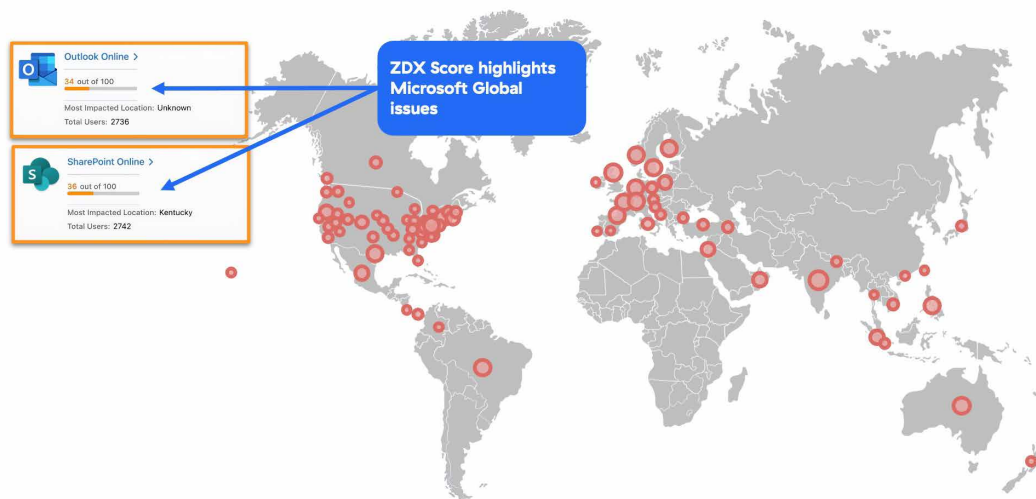 Outlook Online >
34 out of 100
Most Impacted Location: Unknown
Total Users: 2736
ZDX Score highlights
Microsoft Global
issues
SharePoint Online >
36 out of 100
Most Impacted Location: Kentucky
Total Users: 2742